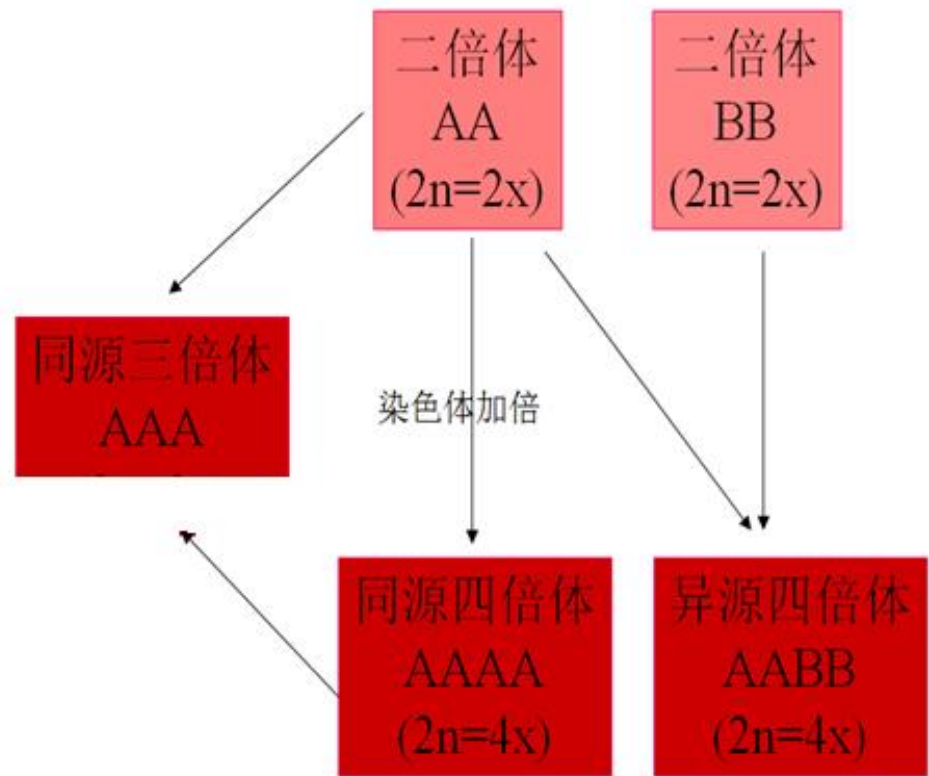 二倍体
AA
(2n=2x)
二倍体
BB
(2n=2x)
同源三倍体
AAA
染色体加倍
同源四倍体
AAAA
(2n=4x)
异源四倍体
AABB
(2n=4x)